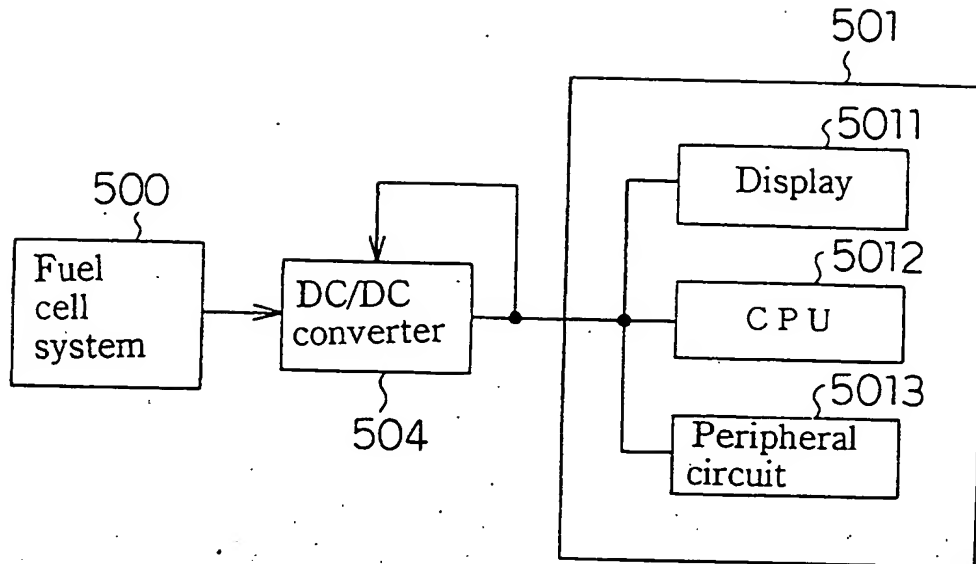 501
5011
Display
500
Fuel
cell
system
DC/DC
converter
504
5012
CPU
5013
Peripheral
circuit